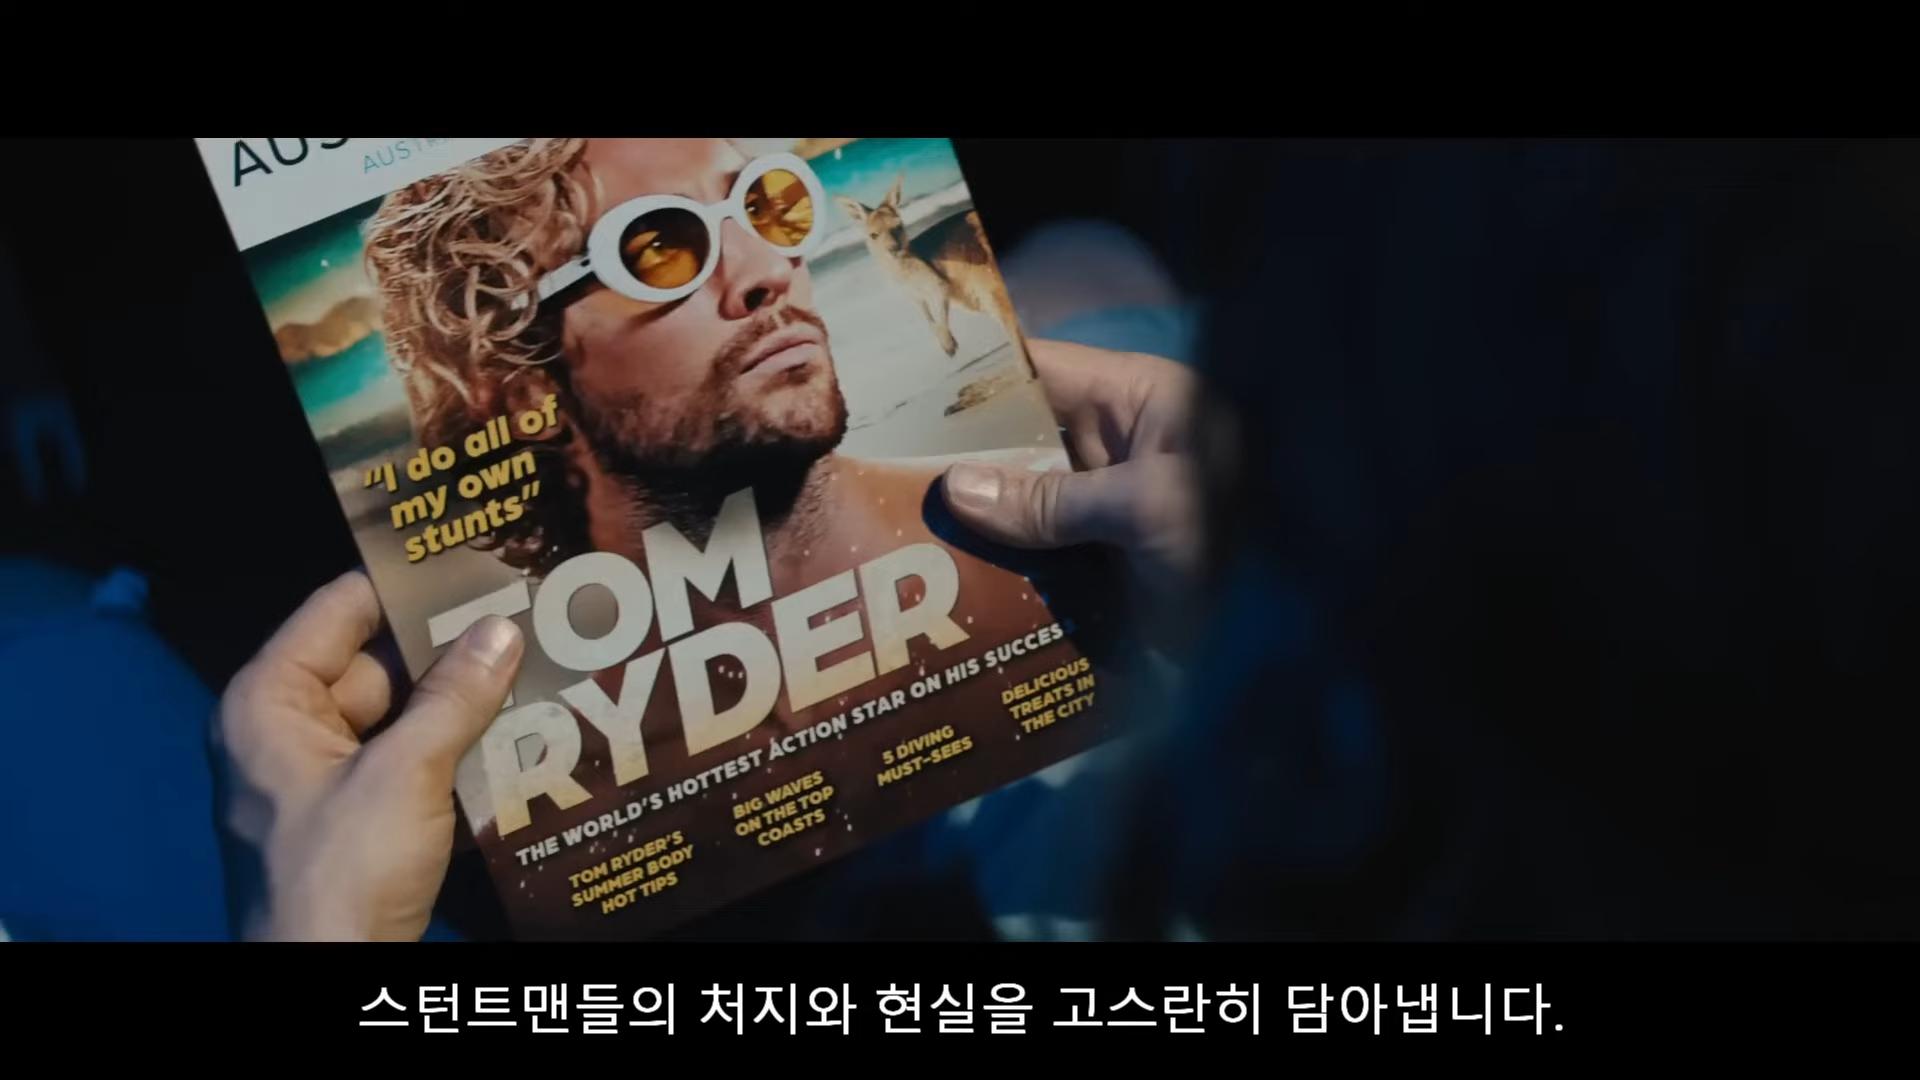 "I do all of
my own
stunts"
TOM
RYDER
THE WORLD'S HOTTEST ACTION STAR ON HIS SUCCES
TOM RYDER'S
SUMMER BODY
HOT TIPS
BIG WAVES
ON THE TOP
COASTS
5 DIVING
MUST-SEES
DELICIOUS
TREATS IN
THE CITY
스턴트맨들의 처지와 현실을 고스란히 담아냅니다.